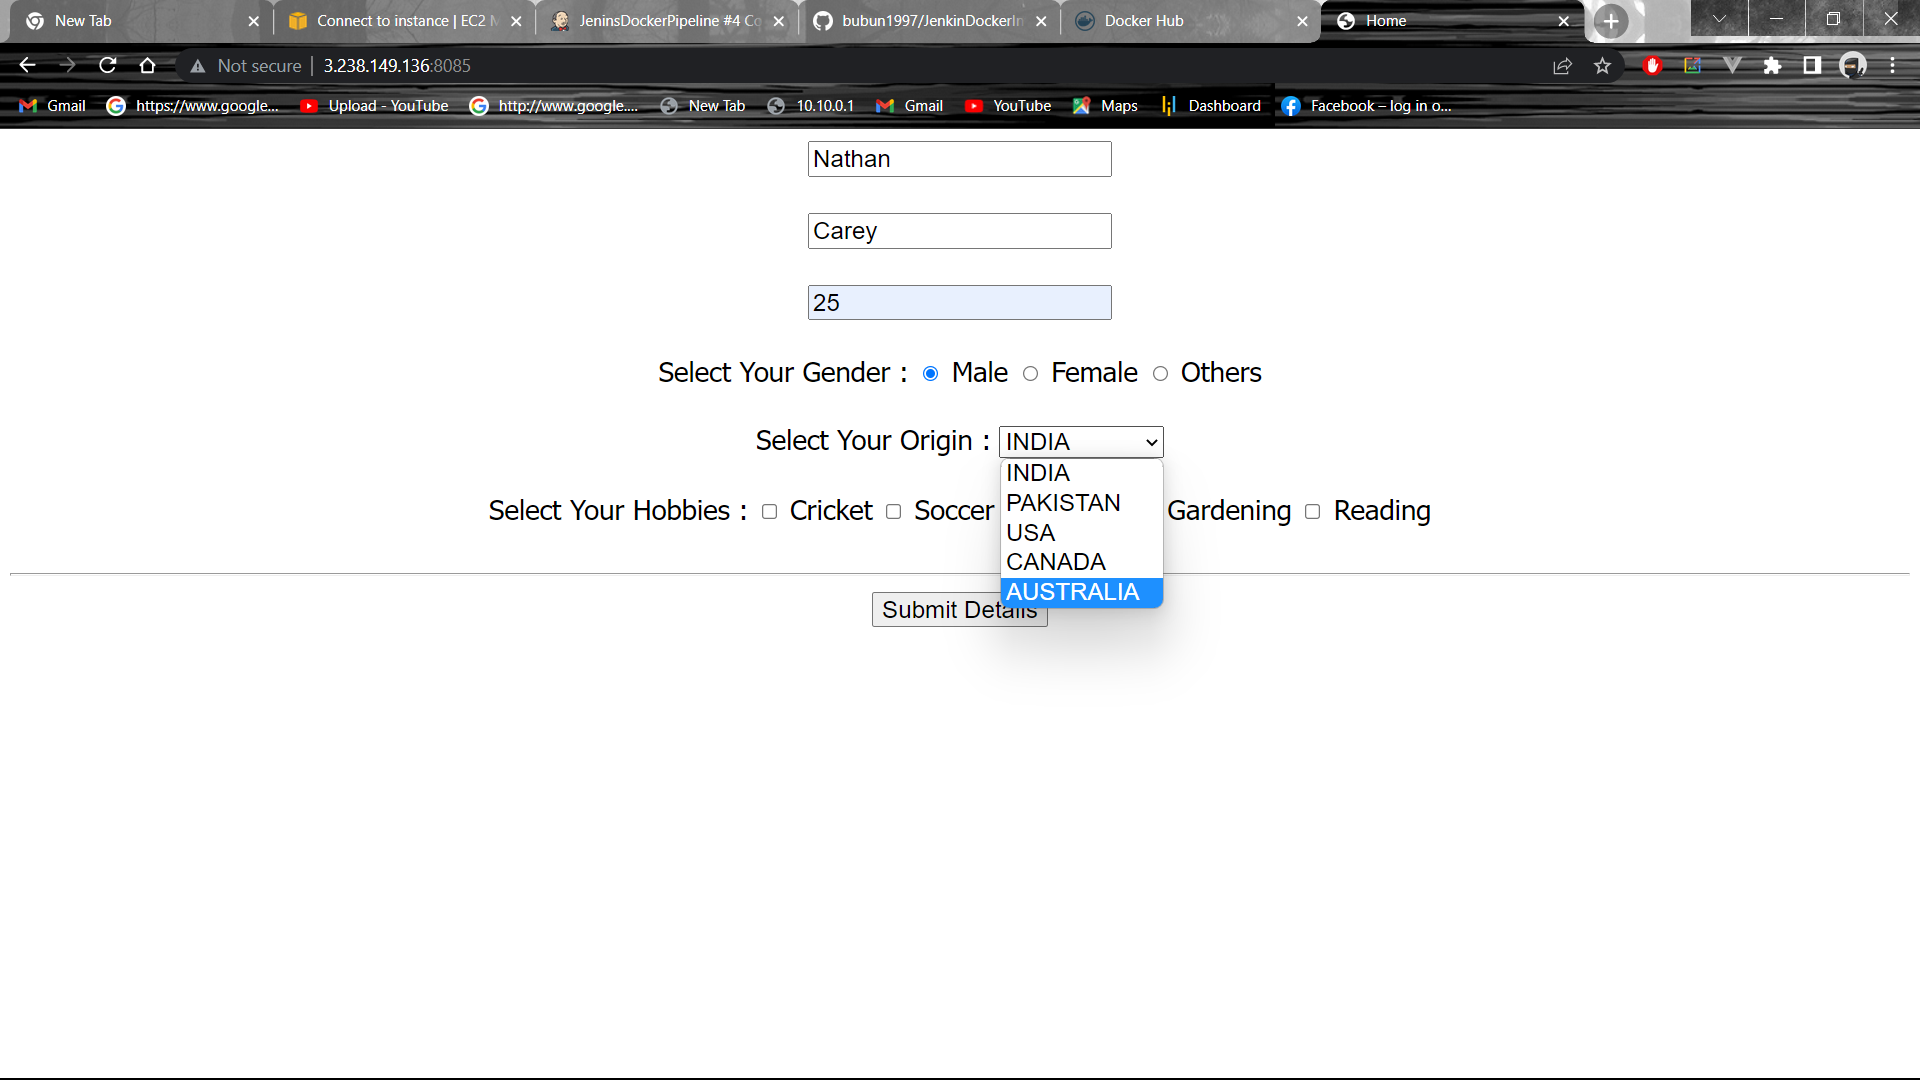 New Tab
Connect to instance | EC2 M
JeninsDockerPipeline #4 Co
bubun1997/JenkinDockerIn
Docker Hub
Home
Not secure
3.238.149.136:8085
Gmail
https://www.google...
Upload - YouTube
http://www.google....
New Tab
10.10.0.1
Gmail
YouTube
Maps
Dashboard
Facebook – log in o...
Nathan
Carey
25
Select Your Gender : Male Female Others
Select Your Origin : INDIA
INDIA
PAKISTAN
USA
CANADA
AUSTRALIA
Select Your Hobbies : Cricket Soccer Gardening Reading
Submit Details